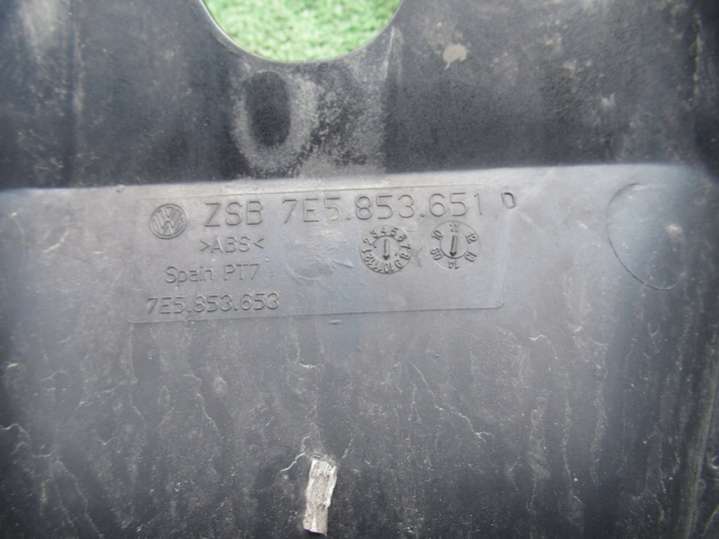 ZSB 7E5.853.651 D
>ABS<
Spain PT7
7E5.853.653